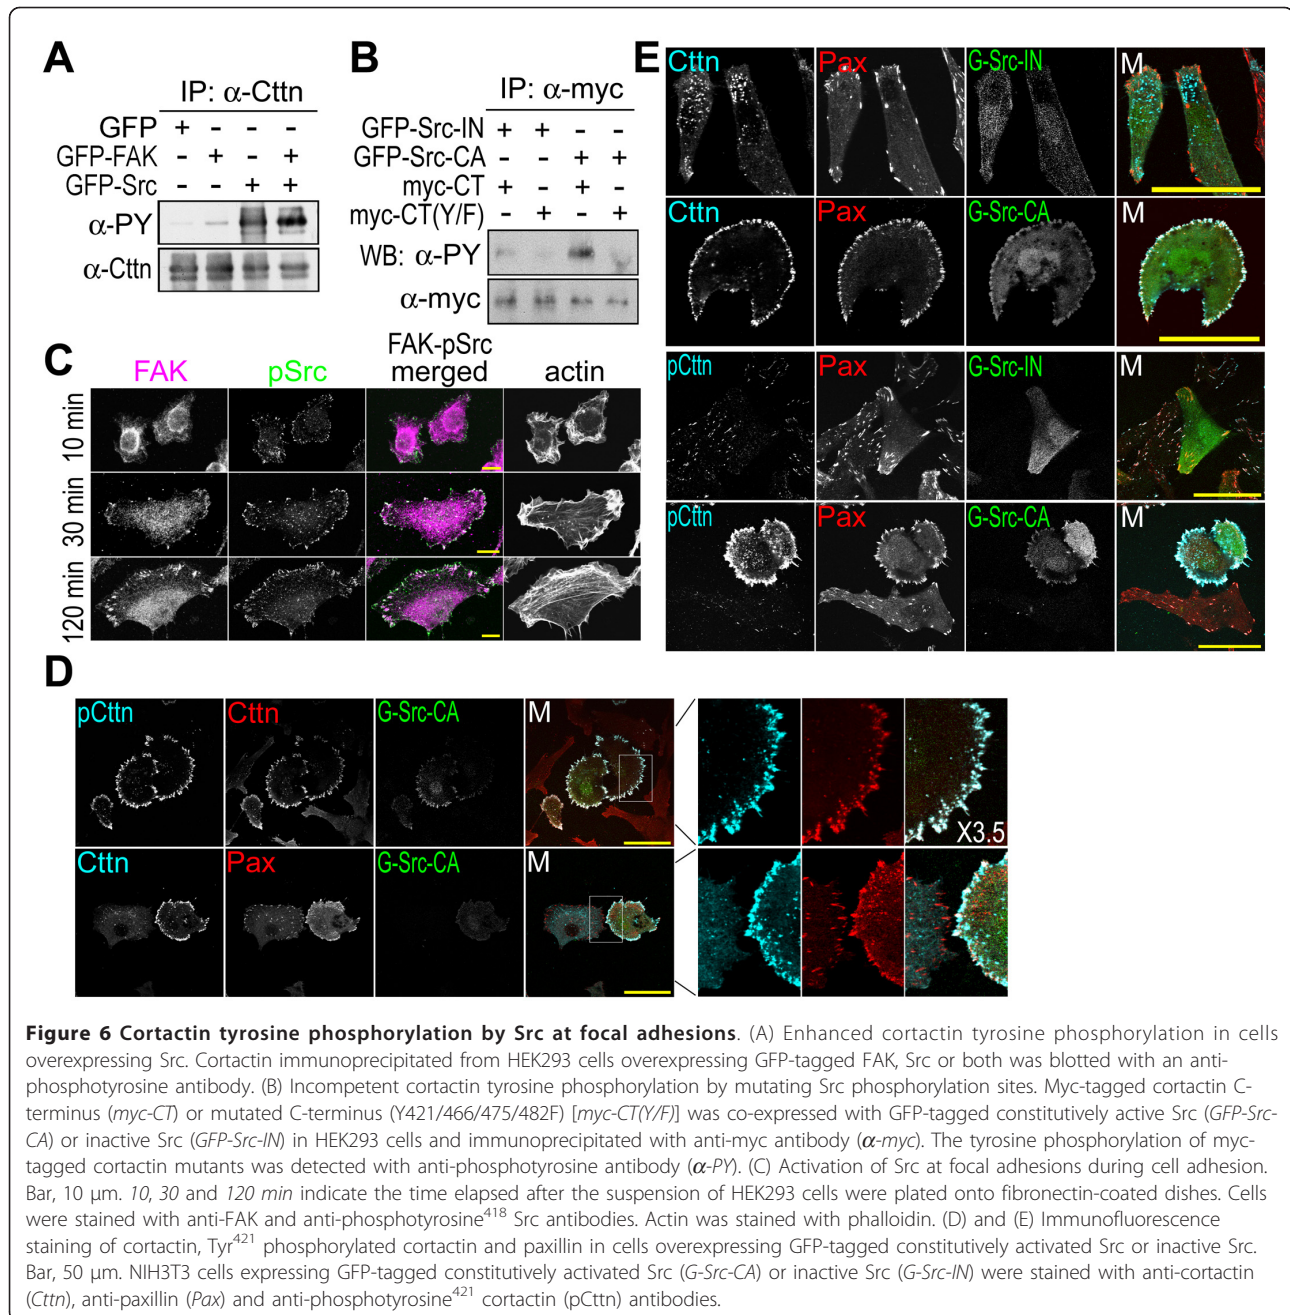 A
IP: α-Cttn
GFP + - - -
GFP-FAK - + - +
GFP-Src - - + +
α-PY
α-Cttn
B
IP: α-myc
GFP-Src-IN + + - -
GFP-Src-CA - - + +
myc-CT + - + -
myc-CT(Y/F) - + - +
WB: α-PY
α-myc
C
FAK pSrc FAK-pSrc merged actin
10 min
30 min
120 min
D
pCttn Cttn G-Src-CA M
X3.5
Cttn Pax G-Src-CA M
E
Cttn Pax G-Src-IN M
Cttn Pax G-Src-CA M
pCttn Pax G-Src-IN M
pCttn Pax G-Src-CA M
Figure 6 Cortactin tyrosine phosphorylation by Src at focal adhesions. (A) Enhanced cortactin tyrosine phosphorylation in cells
overexpressing Src. Cortactin immunoprecipitated from HEK293 cells overexpressing GFP-tagged FAK, Src or both was blotted with an anti-
phosphotyrosine antibody. (B) Incompetent cortactin tyrosine phosphorylation by mutating Src phosphorylation sites. Myc-tagged cortactin C-
terminus (myc-CT) or mutated C-terminus (Y421/466/475/482F) [myc-CT(Y/F)] was co-expressed with GFP-tagged constitutively active Src (GFP-Src-
CA) or inactive Src (GFP-Src-IN) in HEK293 cells and immunoprecipitated with anti-myc antibody (α-myc). The tyrosine phosphorylation of myc-
tagged cortactin mutants was detected with anti-phosphotyrosine antibody (α-PY). (C) Activation of Src at focal adhesions during cell adhesion.
Bar, 10 μm. 10, 30 and 120 min indicate the time elapsed after the suspension of HEK293 cells were plated onto fibronectin-coated dishes. Cells
were stained with anti-FAK and anti-phosphotyrosine418 Src antibodies. Actin was stained with phalloidin. (D) and (E) Immunofluorescence
staining of cortactin, Tyr421 phosphorylated cortactin and paxillin in cells overexpressing GFP-tagged constitutively activated Src or inactive Src.
Bar, 50 μm. NIH3T3 cells expressing GFP-tagged constitutively activated Src (G-Src-CA) or inactive Src (G-Src-IN) were stained with anti-cortactin
(Cttn), anti-paxillin (Pax) and anti-phosphotyrosine421 cortactin (pCttn) antibodies.